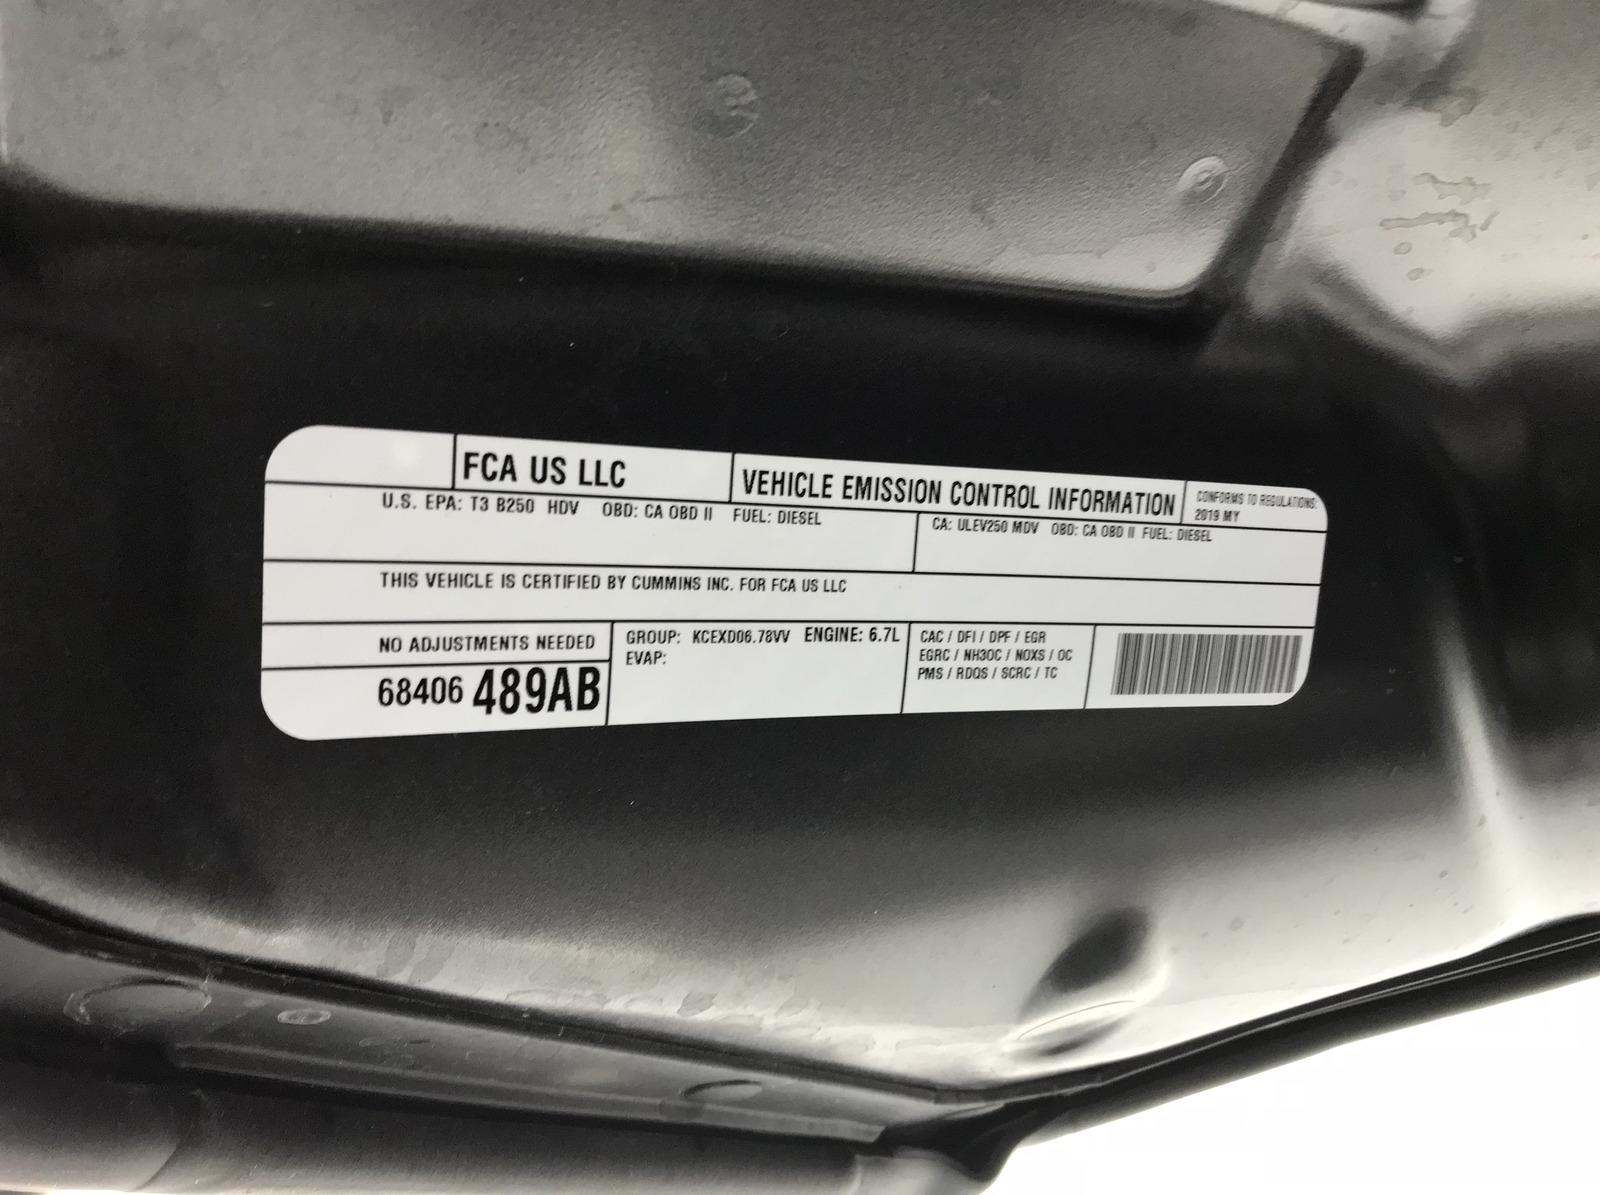 FCA US LLC
VEHICLE EMISSION CONTROL INFORMATION
CONFORMS TO REGULATIONS:
2019 MY
U.S. EPA: T3 B250 HDV OBD: CA OBD II FUEL: DIESEL
CA: ULEV250 MDV OBD: CA OBD II FUEL: DIESEL
THIS VEHICLE IS CERTIFIED BY CUMMINS INC. FOR FCA US LLC
NO ADJUSTMENTS NEEDED
68406 489AB
GROUP: KCEXD06.78VV ENGINE: 6.7L
EVAP:
CAC / DFI / DPF / EGR
EGRC / NH3OC / NOXS / OC
PMS / RDQS / SCRC / TC